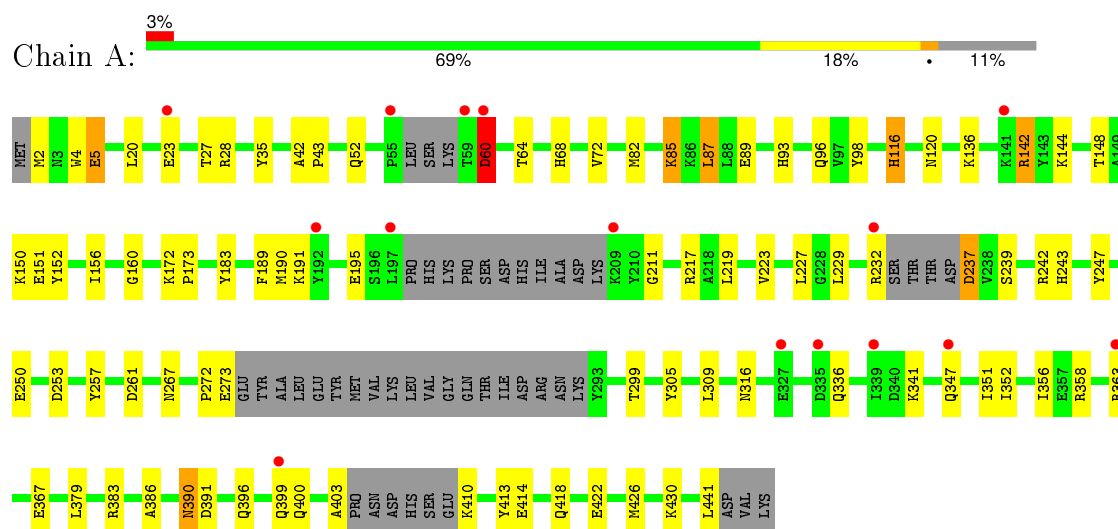 3%
Chain A:
69% 18% • 11%
MET M2 N3 W4 E5 L20 E23 T27 R28 Y35 A42 P43 Q52 P55 LEU SER LYS T59 D60 T64 H68 V72 M82 K85 K86 L87 L88 E89 H93 Q96 V97 Y98 H116 N120 K136 K141 R142 Y143 K144 T148 A149
K150 E151 Y152 I156 G160 K172 P173 Y183 F189 M190 K191 Y192 E195 S196 L197 PRO HIS LYS PRO SER ASP HIS ILE ALA ASP LYS K209 Y210 G211 R217 A218 L219 V223 L227 G228 L229 R232 SER THR THR ASP D237 V238 S239 R242 H243 Y247
E250 D253 Y257 D261 N267 P272 E273 GLU TYR ALA LEU GLU TYR MET VAL LYS LEU VAL GLY GLN THR ILE ASP ARG ASN LYS Y293 T299 Y305 L309 N316 E327 D335 Q336 I339 D340 K341 Q347 I351 I352 I356 E357 R358 R363
E367 L379 R383 A386 N390 D391 Q396 Q399 Q400 A403 PRO ASN ASP HIS SER GLU K410 Y413 E414 Q418 E422 M426 K430 L441 ASP VAL LYS